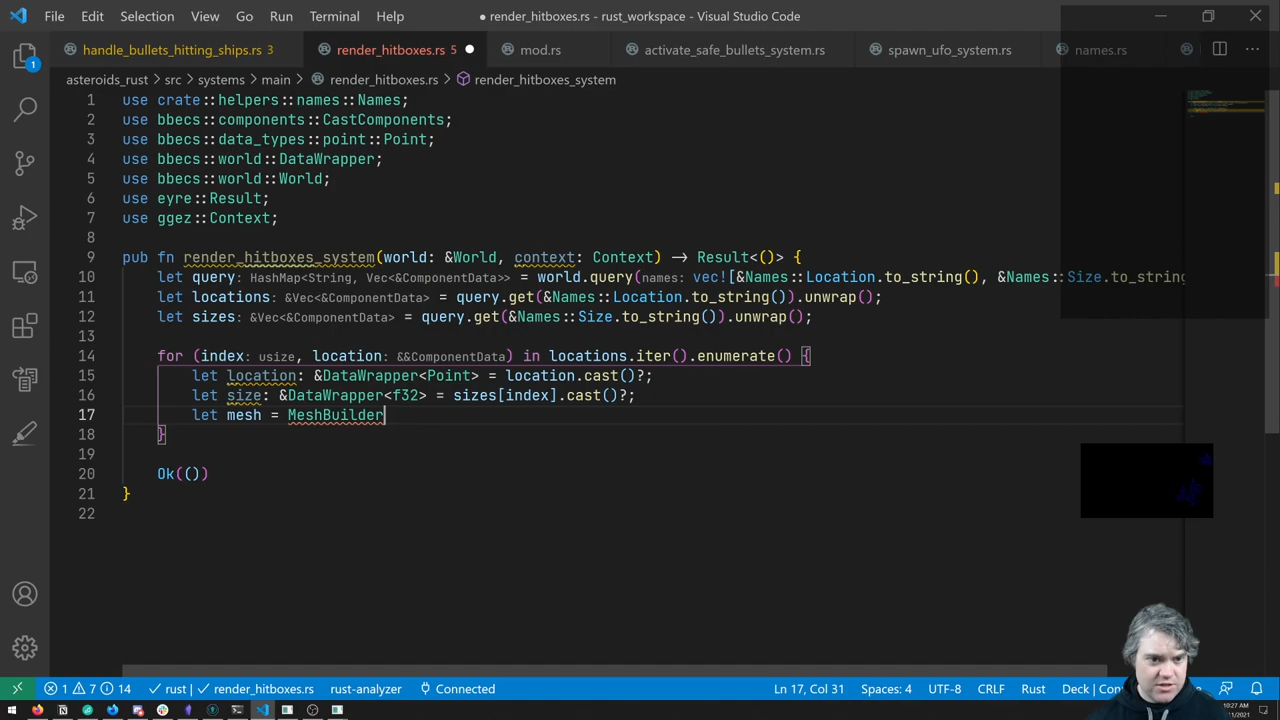 File Edit Selection View Go Run Terminal Help
● render_hitboxes.rs - rust_workspace - Visual Studio Code
handle_bullets_hitting_ships.rs 3 render_hitboxes.rs 5 mod.rs activate_safe_bullets_system.rs spawn_ufo_system.rs names.rs
asteroids_rust > src > systems > main > render_hitboxes.rs > render_hitboxes_system
1 use crate::helpers::names::Names;
2 use bbecs::components::CastComponents;
3 use bbecs::data_types::point::Point;
4 use bbecs::world::DataWrapper;
5 use bbecs::world::World;
6 use eyre::Result;
7 use ggez::Context;
8
9 pub fn render_hitboxes_system(world: &World, context: Context) -> Result<()> {
10 let query: HashMap<String, Vec<&ComponentData>> = world.query(names: vec![&Names::Location.to_string(), &Names::Size.to_string()
11 let locations: &Vec<&ComponentData> = query.get(&Names::Location.to_string()).unwrap();
12 let sizes: &Vec<&ComponentData> = query.get(&Names::Size.to_string()).unwrap();
13
14 for (index: usize, location: &&ComponentData) in locations.iter().enumerate() {
15 let location: &DataWrapper<Point> = location.cast()?;
16 let size: &DataWrapper<f32> = sizes[index].cast()?;
17 let mesh = MeshBuilder
18 }
19
20 Ok(())
21 }
22
1
1 7 14 rust render_hitboxes.rs rust-analyzer Connected Ln 17, Col 31 Spaces: 4 UTF-8 CRLF Rust
10:27 AM